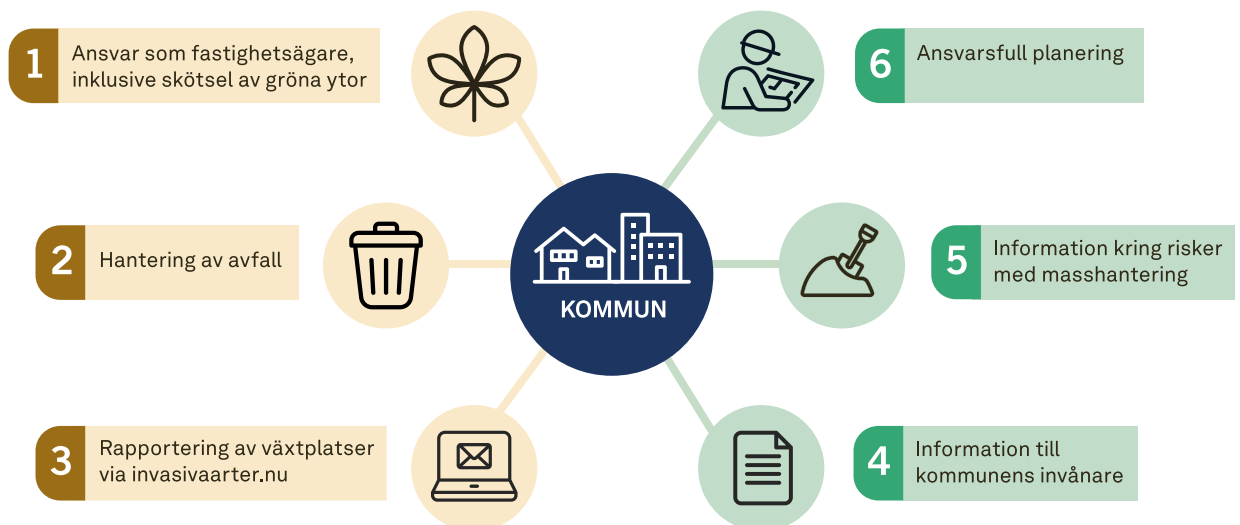 1
Ansvar som fastighetsägare,
inklusive skötsel av gröna ytor
2
Hantering av avfall
3
Rapportering av växtplatser
via invasivaarter.nu
KOMMUN
6
Ansvarsfull planering
5
Information kring risker
med masshantering
4
Information till
kommunens invånare